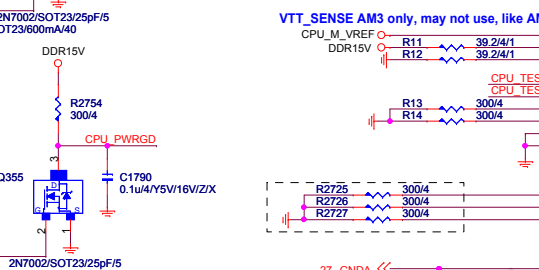 2N7002/SOT23/25pF/5
OT23/600mA/40
DDR15V
R2754
300/4
CPU_PWRGD
3
Q355
D
G
S
C1790
0.1u/4/Y5V/16V/Z/X
2
1
2N7002/SOT23/25pF/5
VTT_SENSE AM3 only, may not use, like AM
CPU_M_VREF
DDR15V
R11 39.2/4/1
R12 39.2/4/1
CPU_TES
CPU_TES
R13 300/4
R14 300/4
R2725 300/4
R2726 300/4
R2727 300/4